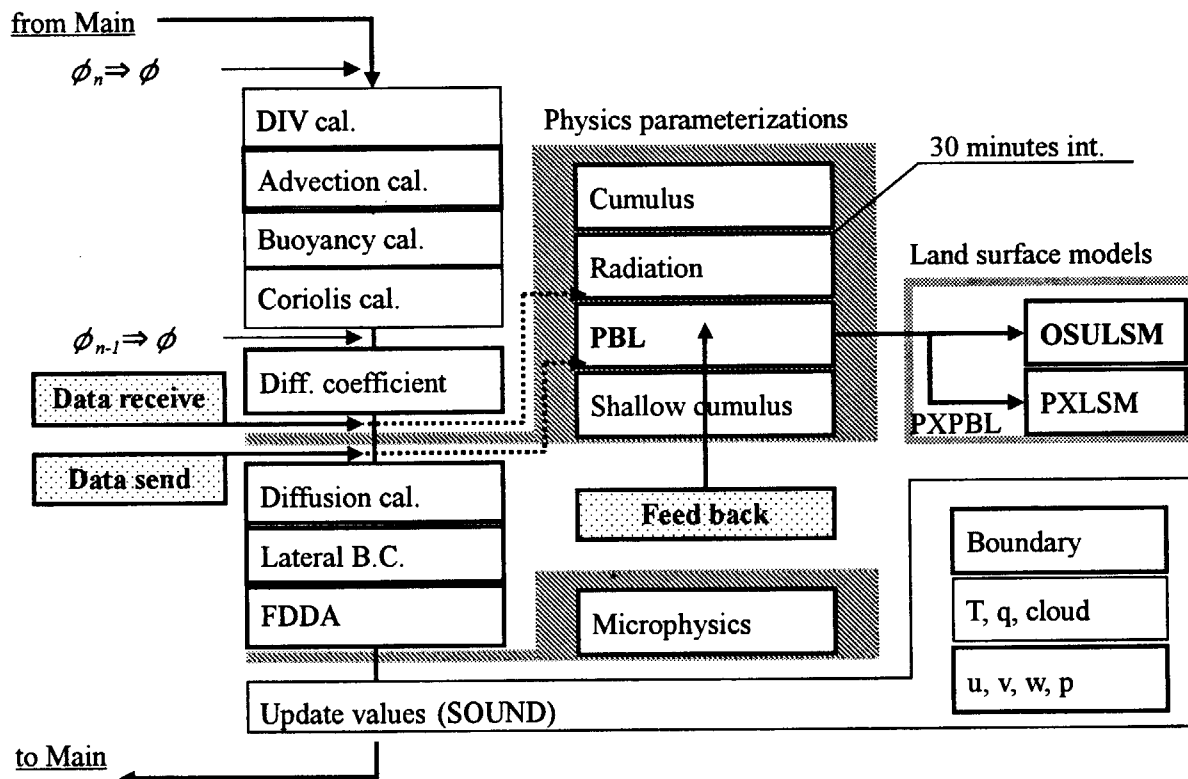 from Main
ϕn⇒ ϕ
DIV cal.
Advection cal.
Buoyancy cal.
Coriolis cal.
ϕn-1⇒ ϕ
Diff. coefficient
Data receive
Data send
Diffusion cal.
Lateral B.C.
FDDA
Update values (SOUND)
to Main
Physics parameterizations
30 minutes int.
Cumulus
Radiation
PBL
Shallow cumulus
Feed back
Microphysics
Land surface models
OSULSM
PXLSM
PXPBL
Boundary
T, q, cloud
u, v, w, p